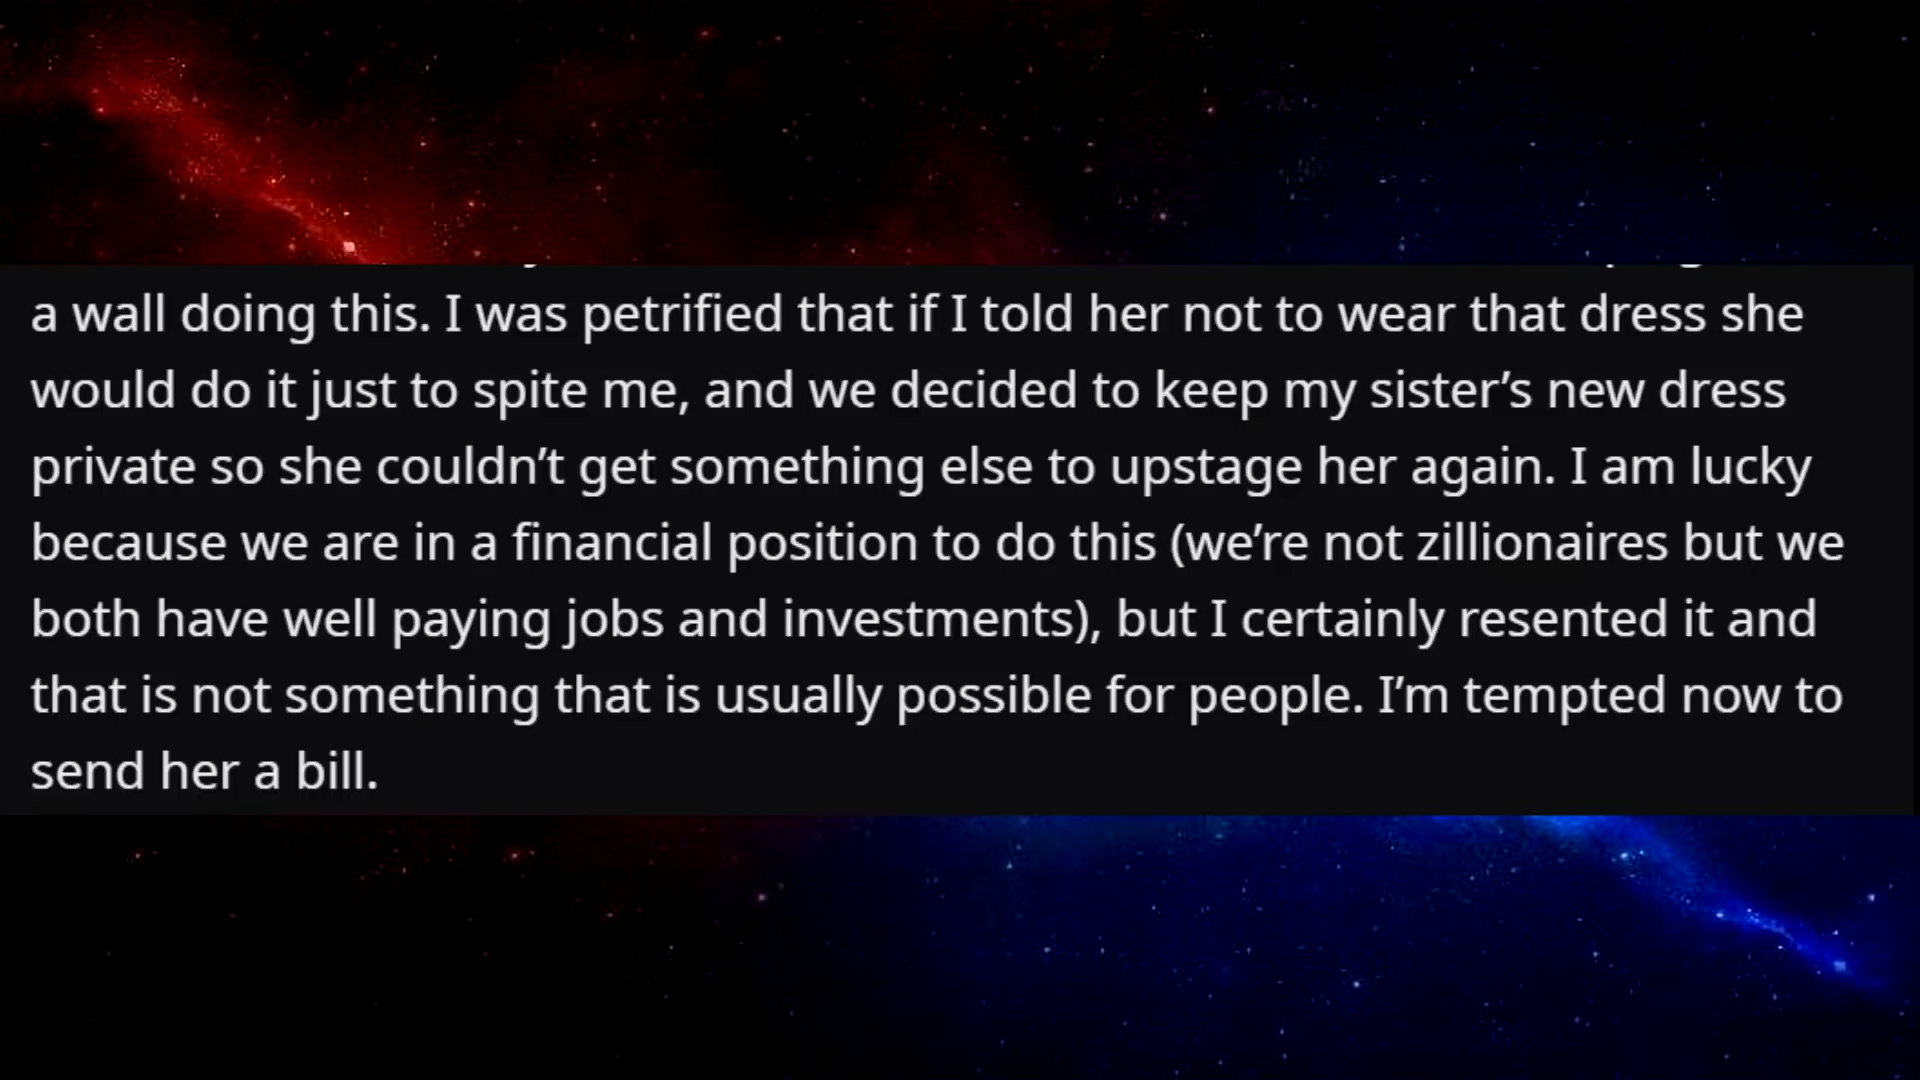 a wall doing this. I was petrified that if I told her not to wear that dress she
would do it just to spite me, and we decided to keep my sister’s new dress
private so she couldn’t get something else to upstage her again. I am lucky
because we are in a financial position to do this (we’re not zillionaires but we
both have well paying jobs and investments), but I certainly resented it and
that is not something that is usually possible for people. I’m tempted now to
send her a bill.